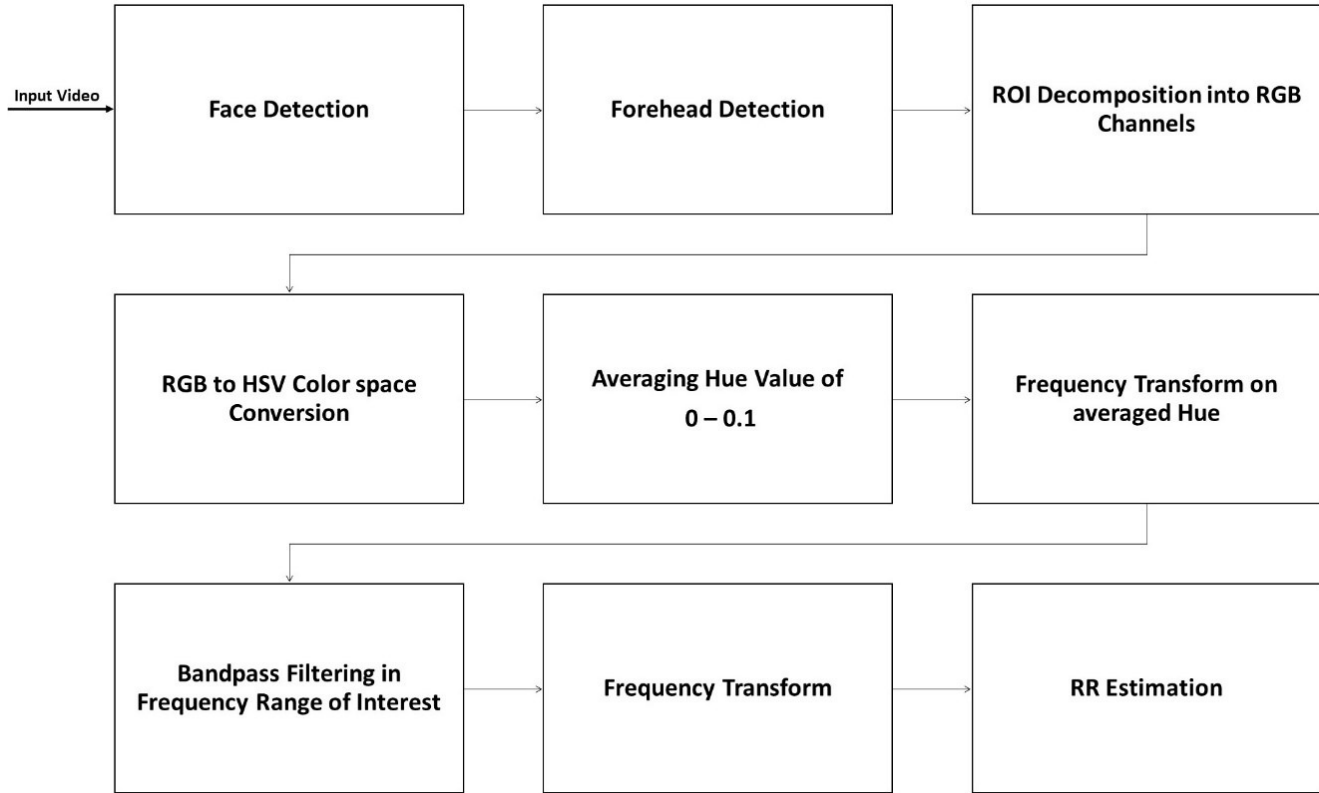 Input Video
Face Detection
Forehead Detection
ROI Decomposition into RGB
Channels
RGB to HSV Color space
Conversion
Averaging Hue Value of
0 – 0.1
Frequency Transform on
averaged Hue
Bandpass Filtering in
Frequency Range of Interest
Frequency Transform
RR Estimation